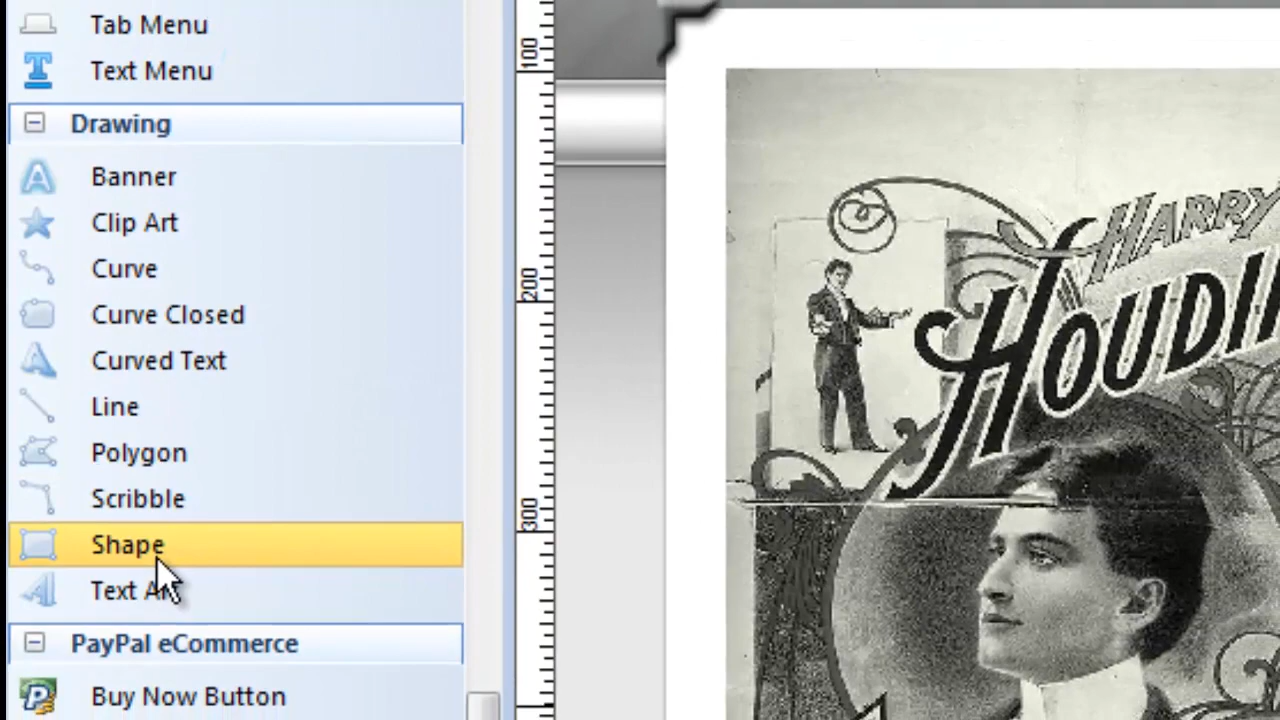 Tab Menu
Text Menu
Drawing
Banner
Clip Art
Curve
Curve Closed
Curved Text
Line
Polygon
Scribble
Shape
Text
PayPal eCommerce
Buy Now Button
100
200
300
HARRY
HOUDI